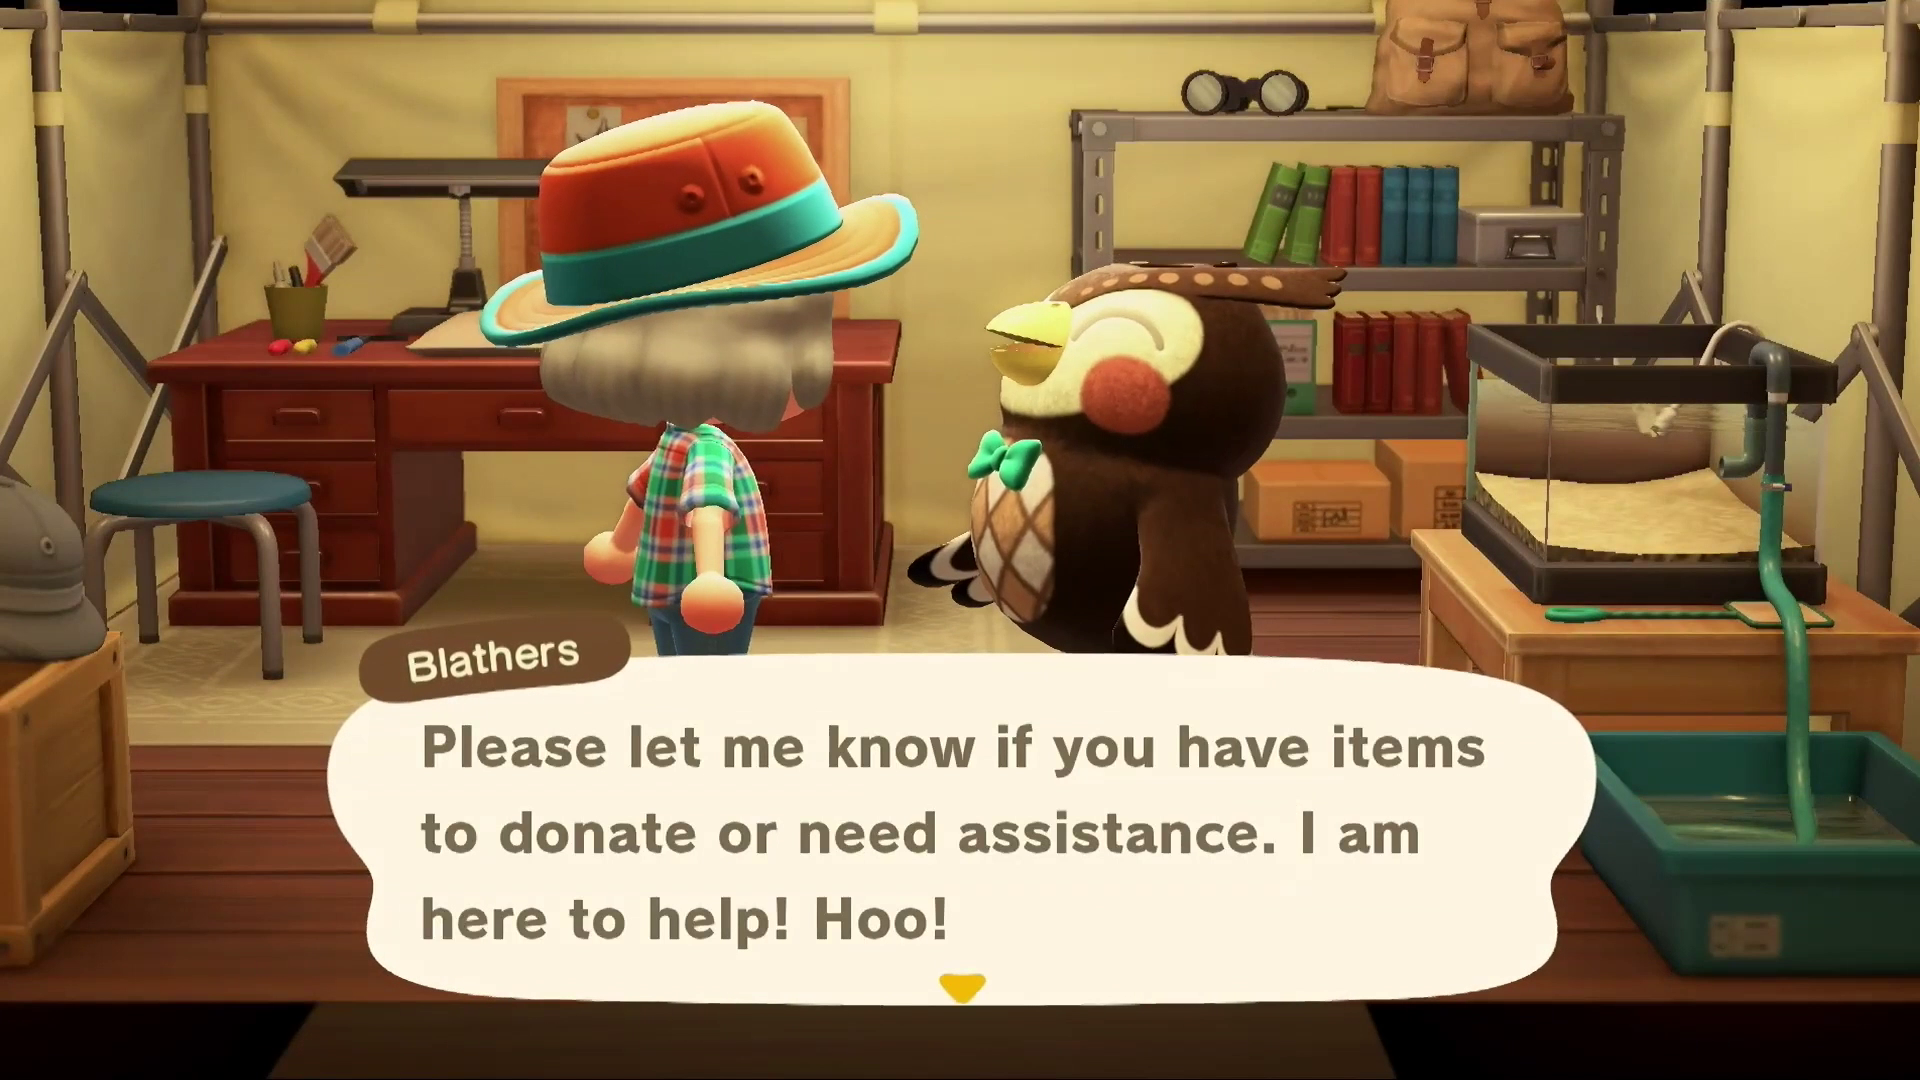 Blathers
Please let me know if you have items
to donate or need assistance. I am
here to help! Hoo!